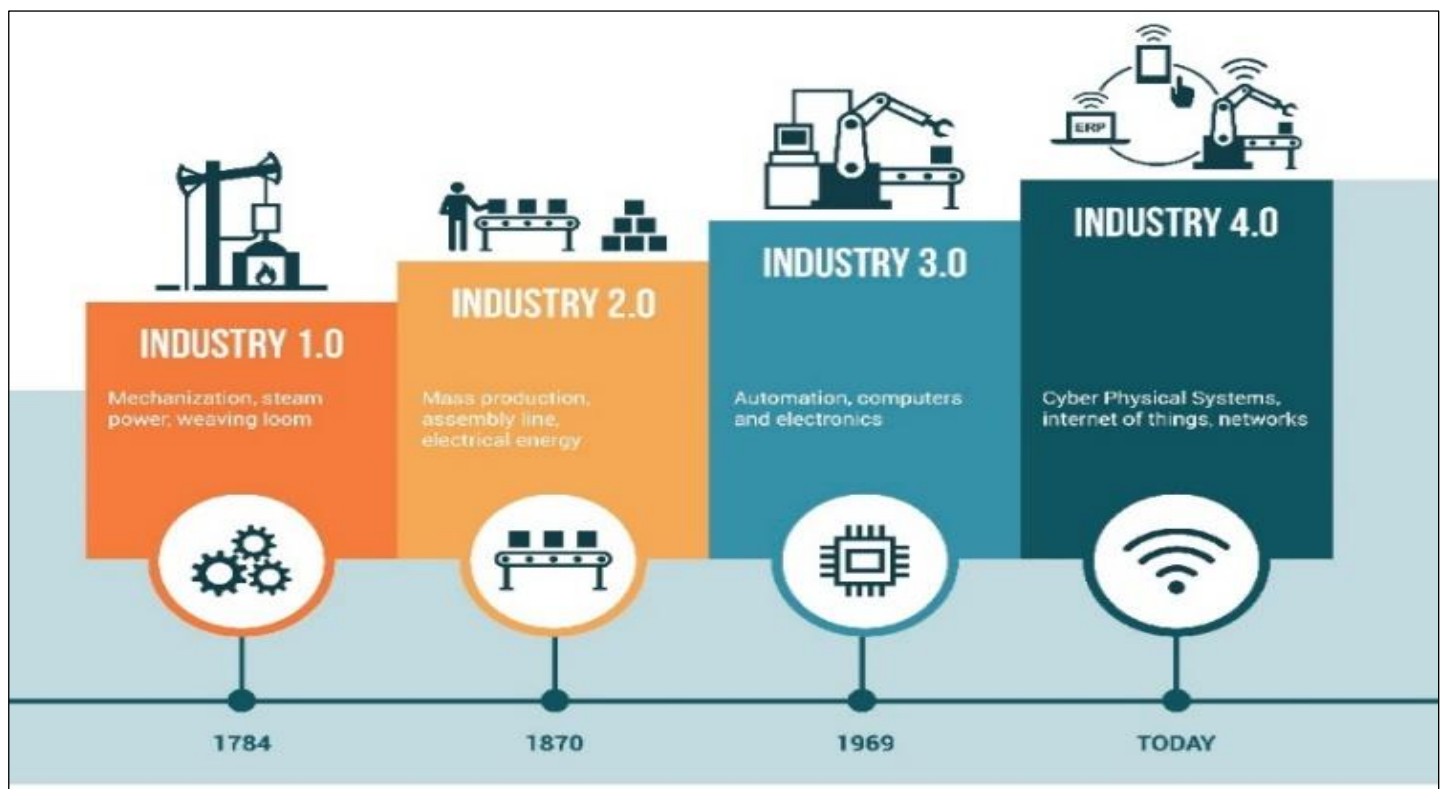 ERP
INDUSTRY 1.0
Mechanization, steam
power, weaving loom
INDUSTRY 2.0
Mass production,
assembly line,
electrical energy
INDUSTRY 3.0
Automation, computers
and electronics
INDUSTRY 4.0
Cyber Physical Systems,
internet of things, networks
1784
1870
1969
TODAY